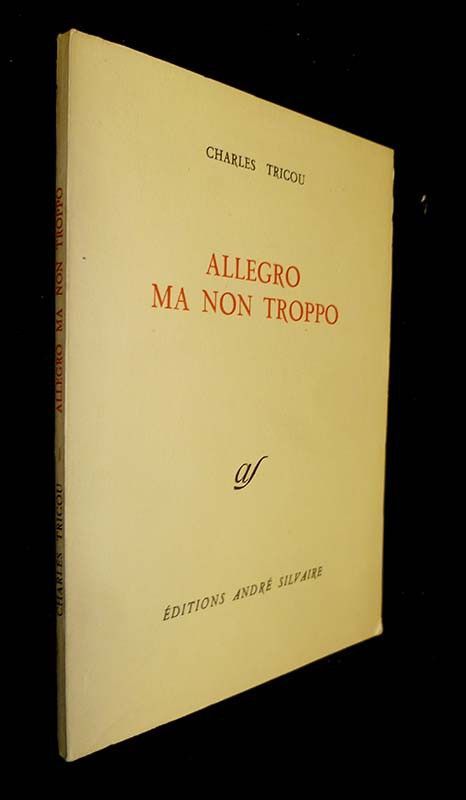 CHARLES TRICOU
ALLEGRO
MA NON TROPPO
as
ÉDITIONS ANDRÉ SILVAIRE
CHARLES TRICOU – ALLEGRO MA NON TROPPO